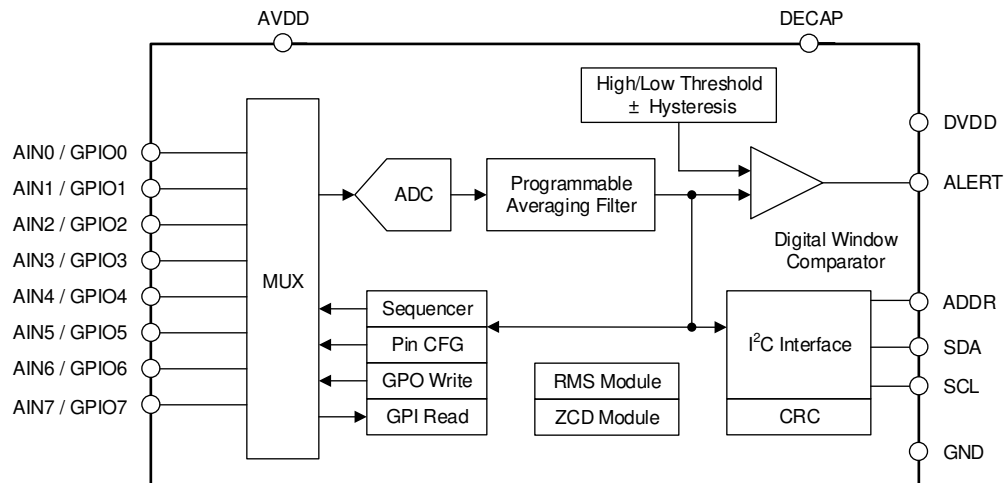 AVDD
DECAP
High/Low Threshold
± Hysteresis
DVDD
AIN0 / GPIO0
AIN1 / GPIO1
AIN2 / GPIO2
AIN3 / GPIO3
AIN4 / GPIO4
AIN5 / GPIO5
AIN6 / GPIO6
AIN7 / GPIO7
MUX
ADC
Programmable
Averaging Filter
ALERT
Digital Window
Comparator
Sequencer
Pin CFG
GPO Write
GPI Read
RMS Module
ZCD Module
I²C Interface
CRC
ADDR
SDA
SCL
GND